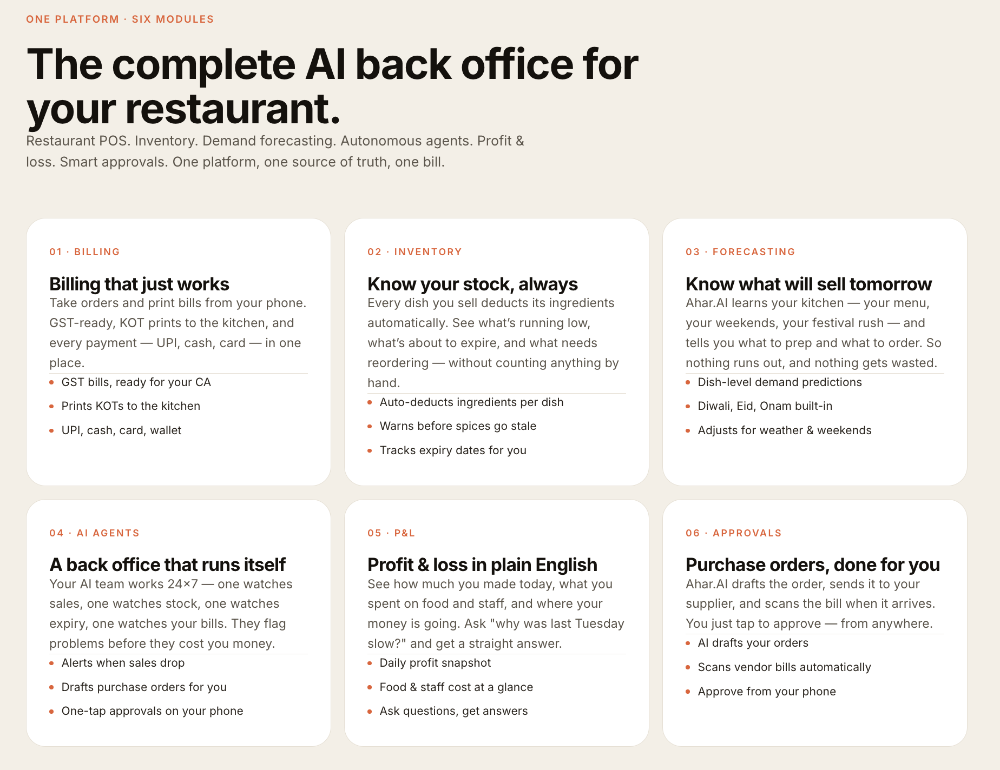 ONE PLATFORM · SIX MODULES
The complete AI back office for
your restaurant.
Restaurant POS. Inventory. Demand forecasting. Autonomous agents. Profit &
loss. Smart approvals. One platform, one source of truth, one bill.
01 · BILLING
Billing that just works
Take orders and print bills from your phone.
GST-ready, KOT prints to the kitchen, and
every payment — UPI, cash, card — in one
place.
GST bills, ready for your CA
Prints KOTs to the kitchen
UPI, cash, card, wallet
02 · INVENTORY
Know your stock, always
Every dish you sell deducts its ingredients
automatically. See what’s running low,
what’s about to expire, and what needs
reordering — without counting anything by
hand.
Auto-deducts ingredients per dish
Warns before spices go stale
Tracks expiry dates for you
03 · FORECASTING
Know what will sell tomorrow
Ahar.AI learns your kitchen — your menu,
your weekends, your festival rush — and
tells you what to prep and what to order. So
nothing runs out, and nothing gets wasted.
Dish-level demand predictions
Diwali, Eid, Onam built-in
Adjusts for weather & weekends
04 · AI AGENTS
A back office that runs itself
Your AI team works 24×7 — one watches
sales, one watches stock, one watches
expiry, one watches your bills. They flag
problems before they cost you money.
Alerts when sales drop
Drafts purchase orders for you
One-tap approvals on your phone
05 · P&L
Profit & loss in plain English
See how much you made today, what you
spent on food and staff, and where your
money is going. Ask "why was last Tuesday
slow?" and get a straight answer.
Daily profit snapshot
Food & staff cost at a glance
Ask questions, get answers
06 · APPROVALS
Purchase orders, done for you
Ahar.AI drafts the order, sends it to your
supplier, and scans the bill when it arrives.
You just tap to approve — from anywhere.
AI drafts your orders
Scans vendor bills automatically
Approve from your phone